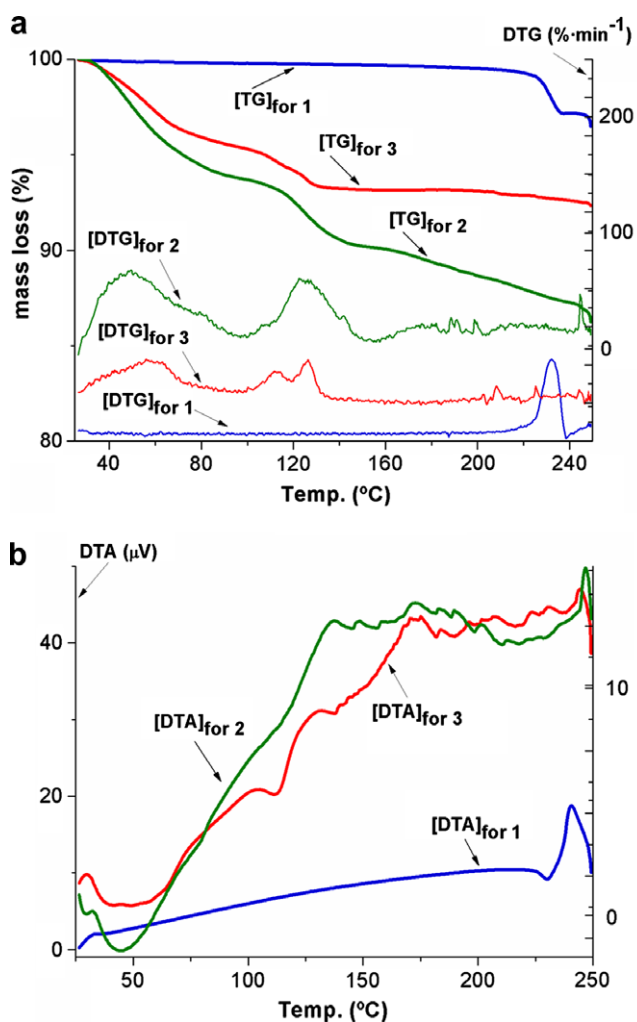 a
DTG (%·min⁻¹)
100
200
[TG]for 1
[TG]for 3
mass loss (%)
100
90
[TG]for 2
[DTG]for 2
[DTG]for 3
0
[DTG]for 1
80
40 80 120 160 200 240
Temp. (ºC)
b
DTA (µV)
40
10
[DTA]for 2
[DTA]for 3
20
[DTA]for 1
0
0
50 100 150 200 250
Temp. (ºC)